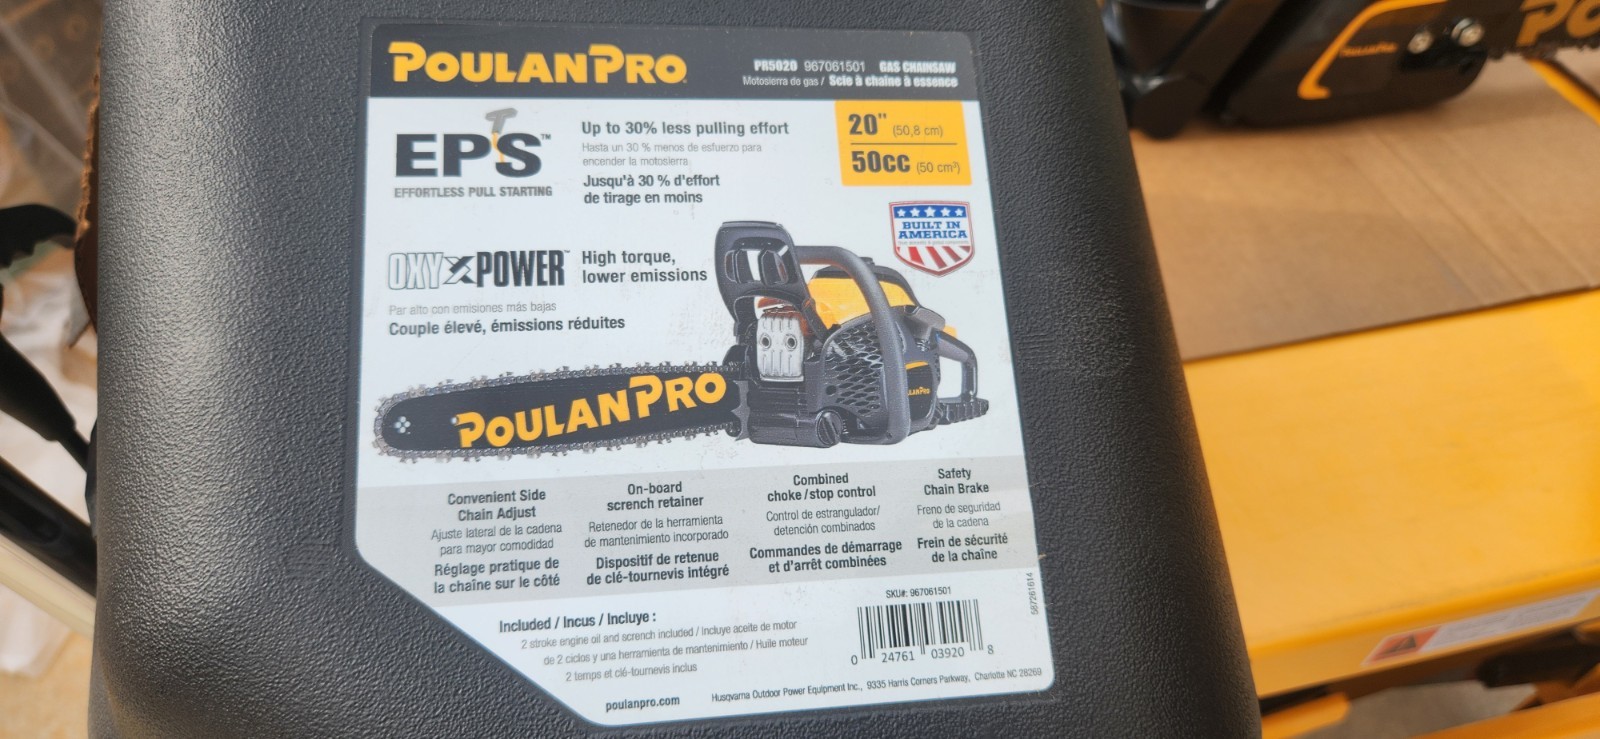 POULAN PRO
PR5020 967061501 GAS CHAINSAW
Motosierra de gas / Scie à chaîne à essence
EPS™
EFFORTLESS PULL STARTING
Up to 30% less pulling effort
Hasta un 30 % menos de esfuerzo para
encender la motosierra
Jusqu'à 30 % d'effort
de tirage en moins
20" (50,8 cm)
50cc (50 cm³)
BUILT IN
AMERICA
OXYXPOWER™
High torque,
lower emissions
Par alto con emisiones más bajas
Couple élevé, émissions réduites
POULAN PRO
Convenient Side
Chain Adjust
Ajuste lateral de la cadena
para mayor comodidad
Réglage pratique de
la chaîne sur le côté
On-board
scrench retainer
Retenedor de la herramienta
de mantenimiento incorporado
Dispositif de retenue
de clé-tournevis intégré
Combined
choke/stop control
Control de estrangulador/
detención combinados
Commandes de démarrage
et d'arrêt combinées
Safety
Chain Brake
Freno de seguridad
de la cadena
Frein de sécurité
de la chaîne
Included / Incus / Incluye :
2 stroke engine oil and scrench included / Incluye aceite de motor
de 2 ciclos y una herramienta de mantenimiento / Huile moteur
2 temps et clé-tournevis inclus
SKU#: 967061501
0 24761 03920 8
587261614
poulanpro.com
Husqvarna Outdoor Power Equipment Inc., 9335 Harris Corners Parkway, Charlotte NC 28269